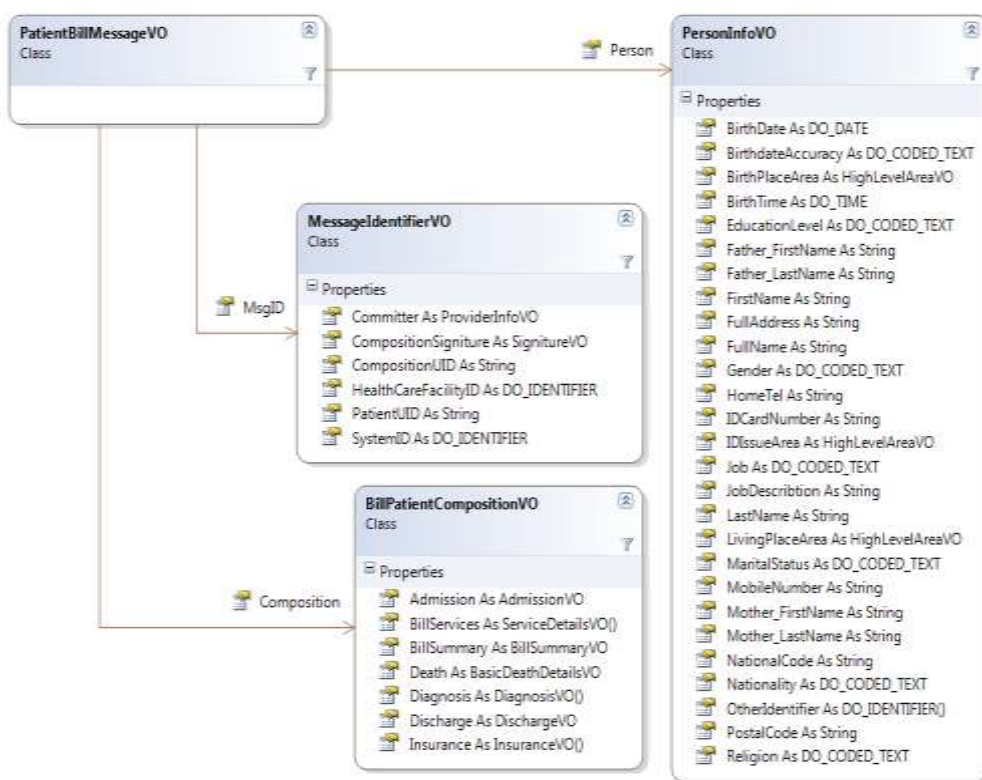 PatientBillMessageVO
Class
Person
MsgID
Composition
PersonInfoVO
Class
Properties
BirthDate As DO_DATE
BirthdateAccuracy As DO_CODED_TEXT
BirthPlaceArea As HighLevelAreaVO
BirthTime As DO_TIME
EducationLevel As DO_CODED_TEXT
Father_FirstName As String
Father_LastName As String
FirstName As String
FullAddress As String
FullName As String
Gender As DO_CODED_TEXT
HomeTel As String
IDCardNumber As String
IDIssueArea As HighLevelAreaVO
Job As DO_CODED_TEXT
JobDescribtion As String
LastName As String
LivingPlaceArea As HighLevelAreaVO
MaritalStatus As DO_CODED_TEXT
MobileNumber As String
Mother_FirstName As String
Mother_LastName As String
NationalCode As String
Nationality As DO_CODED_TEXT
OtherIdentifier As DO_IDENTIFIER()
PostalCode As String
Religion As DO_CODED_TEXT
MessageIdentifierVO
Class
Properties
Committer As ProviderInfoVO
CompositionSigniture As SignitureVO
CompositionUID As String
HealthCareFacilityID As DO_IDENTIFIER
PatientUID As String
SystemID As DO_IDENTIFIER
BillPatientCompositionVO
Class
Properties
Admission As AdmissionVO
BillServices As ServiceDetailsVO()
BillSummary As BillSummaryVO
Death As BasicDeathDetailsVO
Diagnosis As DiagnosisVO()
Discharge As DischargeVO
Insurance As InsuranceVO()